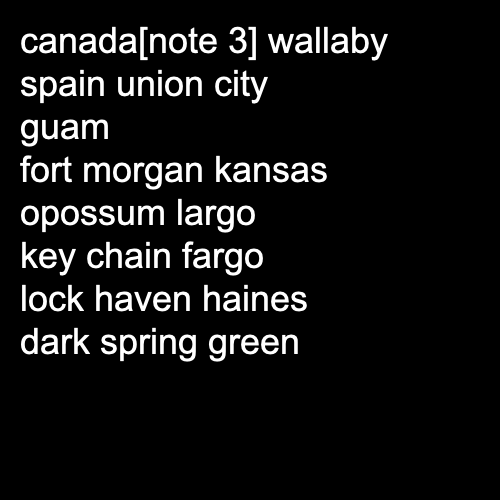 canada[note 3] wallaby
spain union city
guam
fort morgan kansas
opossum largo
key chain fargo
lock haven haines
dark spring green